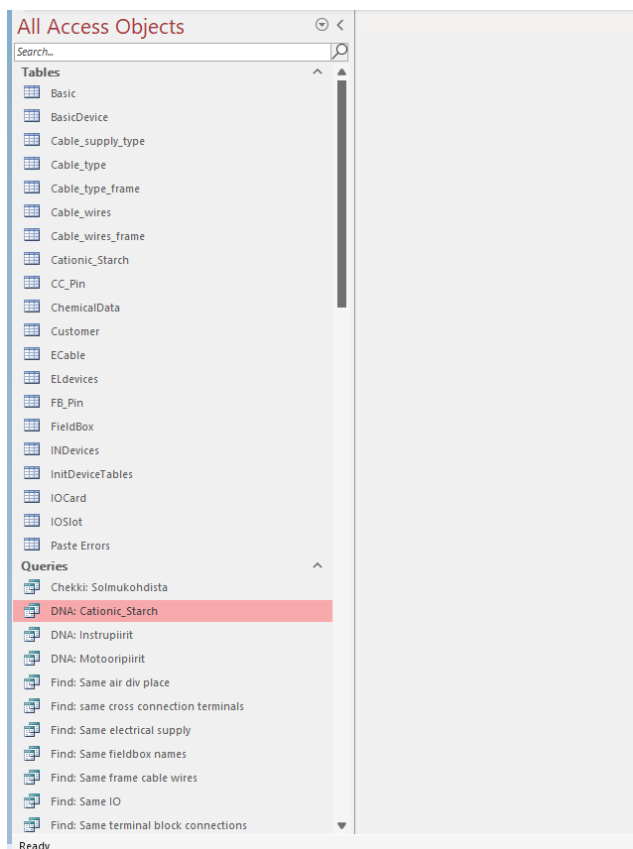 All Access Objects
Search...
Tables
Basic
BasicDevice
Cable_supply_type
Cable_type
Cable_type_frame
Cable_wires
Cable_wires_frame
Cationic_Starch
CC_Pin
ChemicalData
Customer
ECable
ELdevices
FB_Pin
FieldBox
INDevices
InitDeviceTables
IOCard
IOSlot
Paste Errors
Queries
Chekki: Solmukohdista
DNA: Cationic_Starch
DNA: Instrupiirit
DNA: Motooripiirit
Find: Same air div place
Find: same cross connection terminals
Find: Same electrical supply
Find: Same fieldbox names
Find: Same frame cable wires
Find: Same IO
Find: Same terminal block connections
Ready